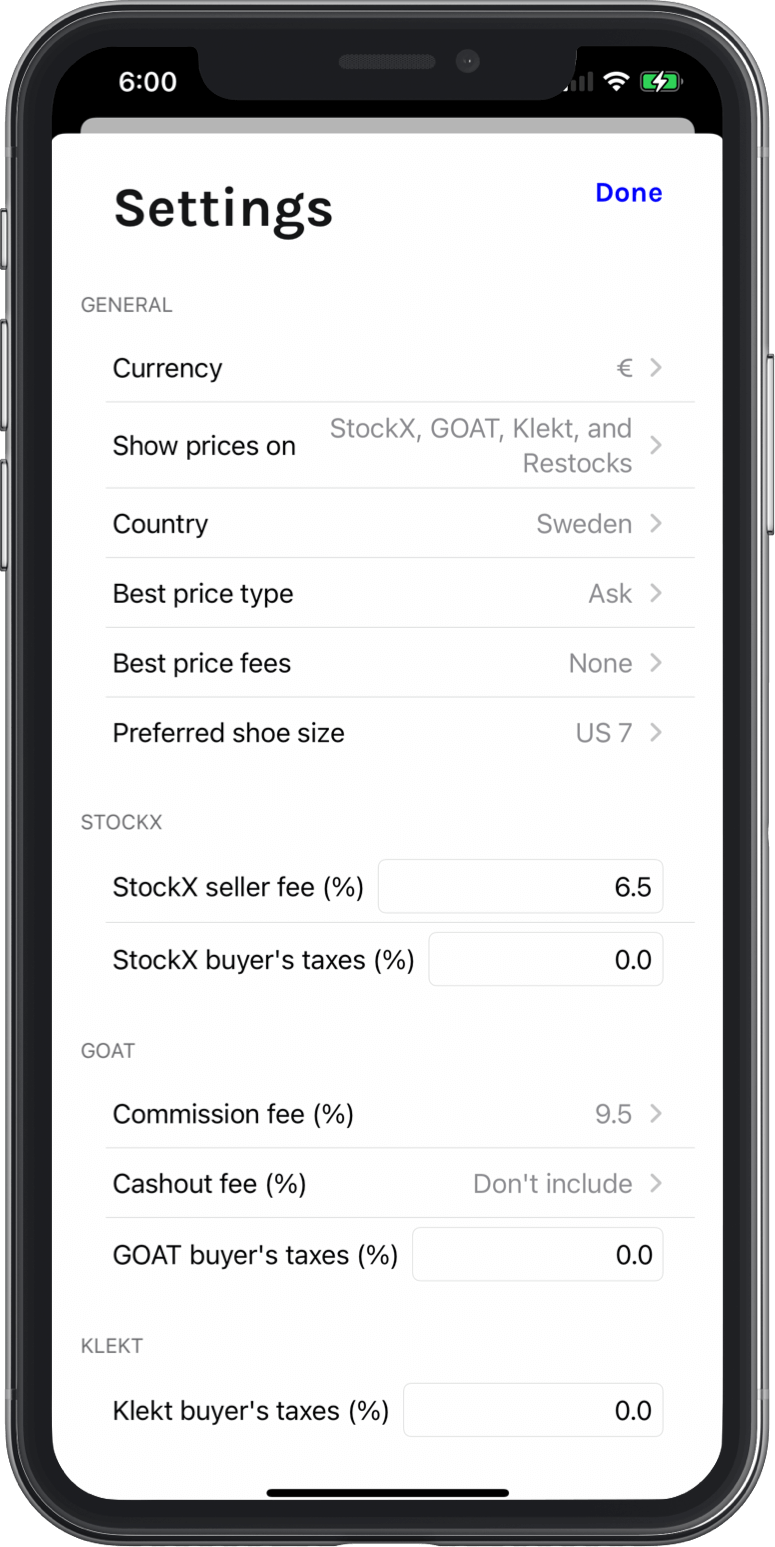 6:00
Settings
Done
GENERAL
Currency €
Show prices on StockX, GOAT, Klekt, and
Restocks
Country Sweden
Best price type Ask
Best price fees None
Preferred shoe size US 7
STOCKX
StockX seller fee (%) 6.5
StockX buyer's taxes (%) 0.0
GOAT
Commission fee (%) 9.5
Cashout fee (%) Don't include
GOAT buyer's taxes (%) 0.0
KLEKT
Klekt buyer's taxes (%) 0.0